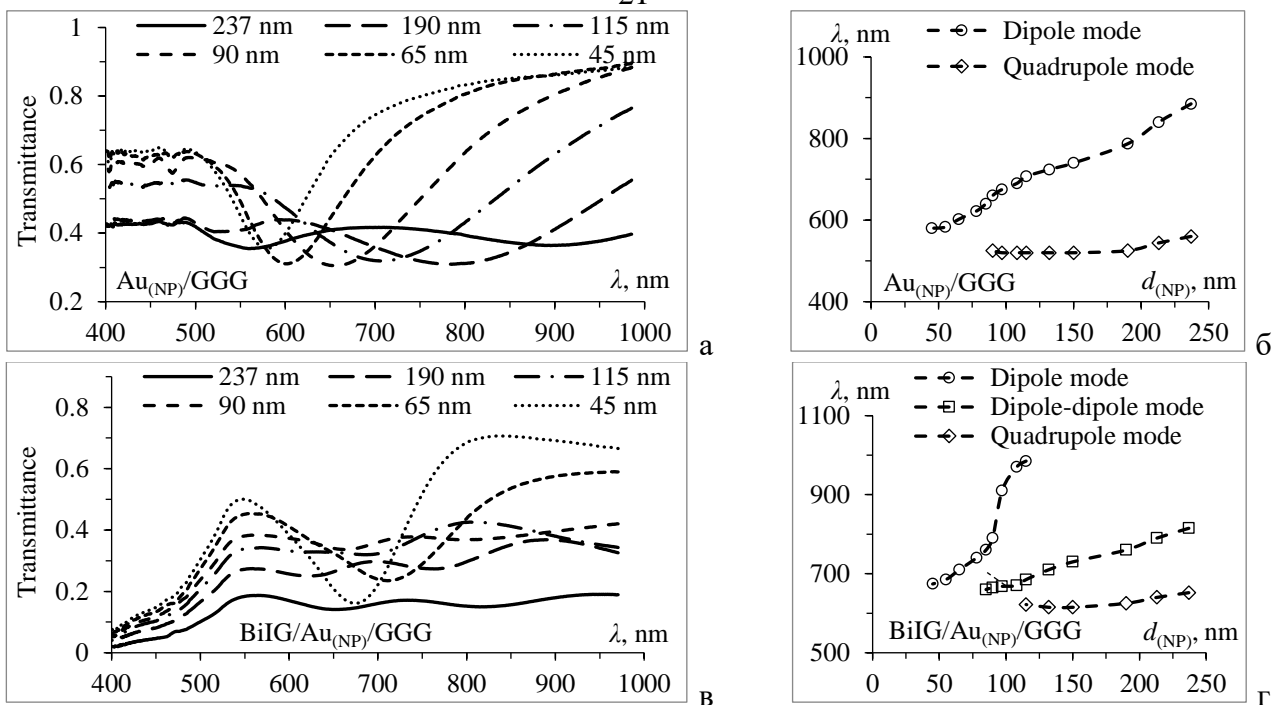 21
1
237 nm 190 nm 115 nm
90 nm 65 nm 45 nm
0.8
0.6
0.4
0.2
Transmittance
Au(NP)/GGG
λ, nm
400 500 600 700 800 900 1000
а
λ, nm
Dipole mode
Quadrupole mode
1000
800
600
400
Au(NP)/GGG
d(NP), nm
0 50 100 150 200 250
б
237 nm 190 nm 115 nm
90 nm 65 nm 45 nm
0.8
0.6
0.4
0.2
0
Transmittance
BiIG/Au(NP)/GGG
λ, nm
400 500 600 700 800 900 1000
в
λ, nm
Dipole mode
Dipole-dipole mode
Quadrupole mode
1100
900
700
500
BiIG/Au(NP)/GGG
d(NP), nm
0 50 100 150 200 250
г